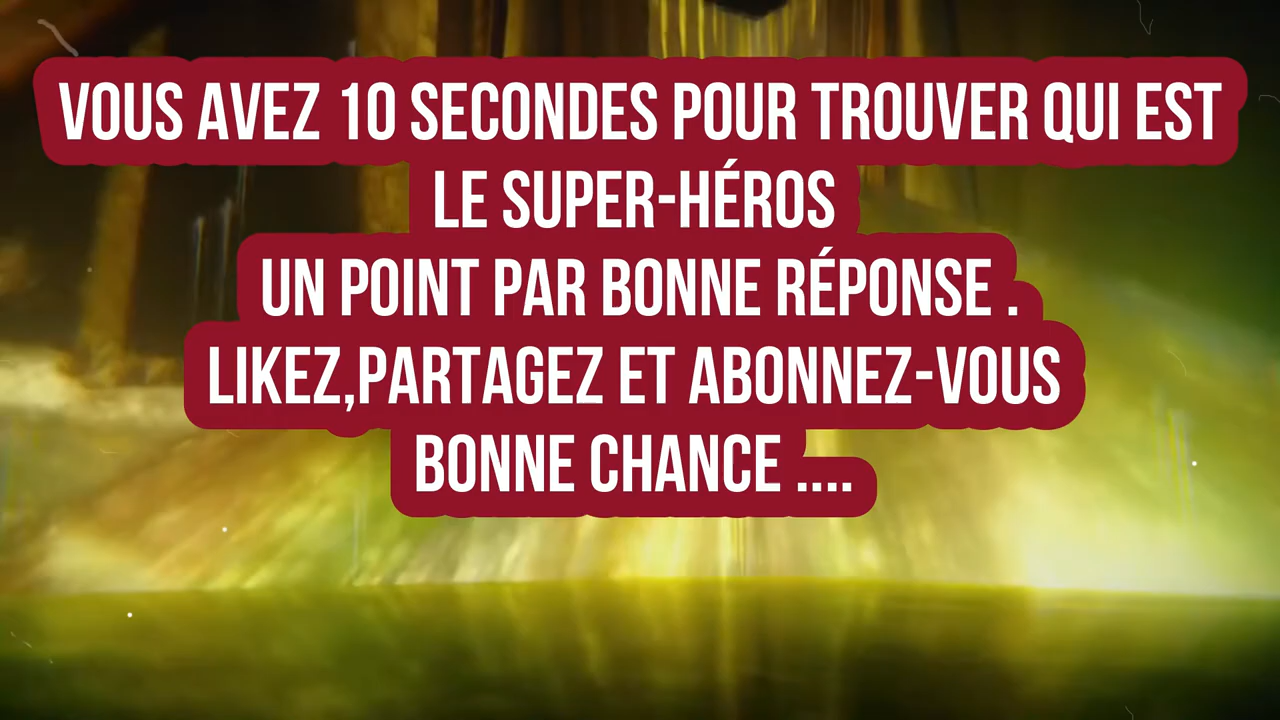 VOUS AVEZ 10 SECONDES POUR TROUVER QUI EST
LE SUPER-HÉROS
UN POINT PAR BONNE RÉPONSE .
LIKEZ,PARTAGEZ ET ABONNEZ-VOUS
BONNE CHANCE ....